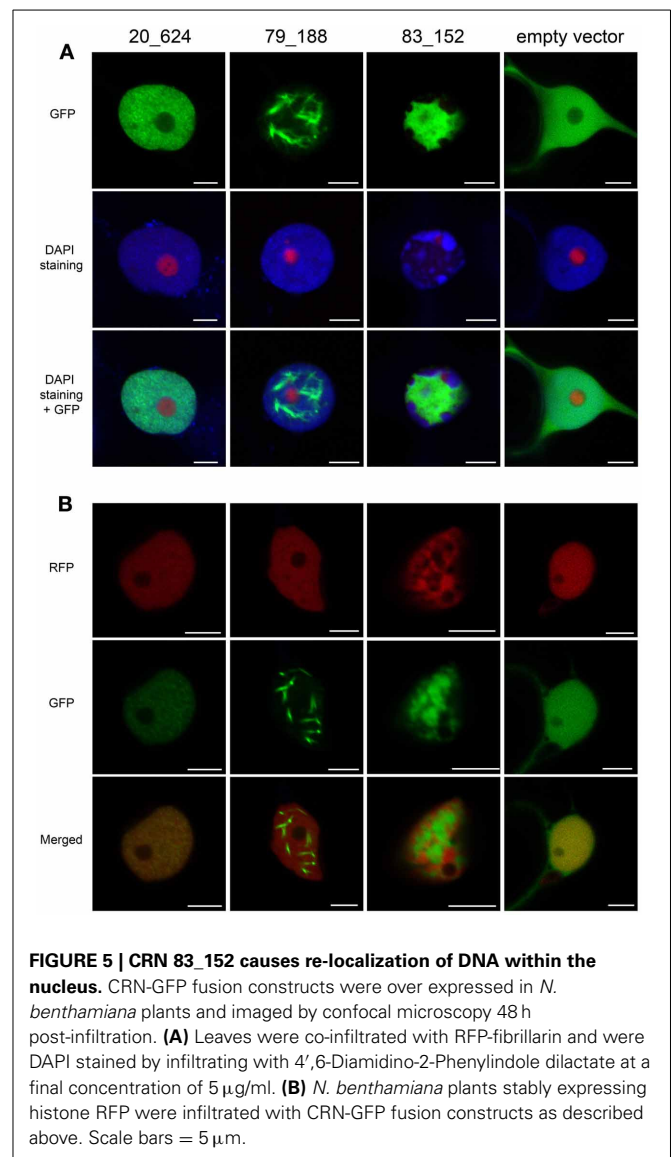 20_624 79_188 83_152 empty vector
A
GFP
DAPI
staining
DAPI
staining
+ GFP
B
RFP
GFP
Merged
FIGURE 5 | CRN 83_152 causes re-localization of DNA within the
nucleus. CRN-GFP fusion constructs were over expressed in N.
benthamiana plants and imaged by confocal microscopy 48 h
post-infiltration. (A) Leaves were co-infiltrated with RFP-fibrillarin and were
DAPI stained by infiltrating with 4′,6-Diamidino-2-Phenylindole dilactate at a
final concentration of 5 μg/ml. (B) N. benthamiana plants stably expressing
histone RFP were infiltrated with CRN-GFP fusion constructs as described
above. Scale bars = 5 μm.